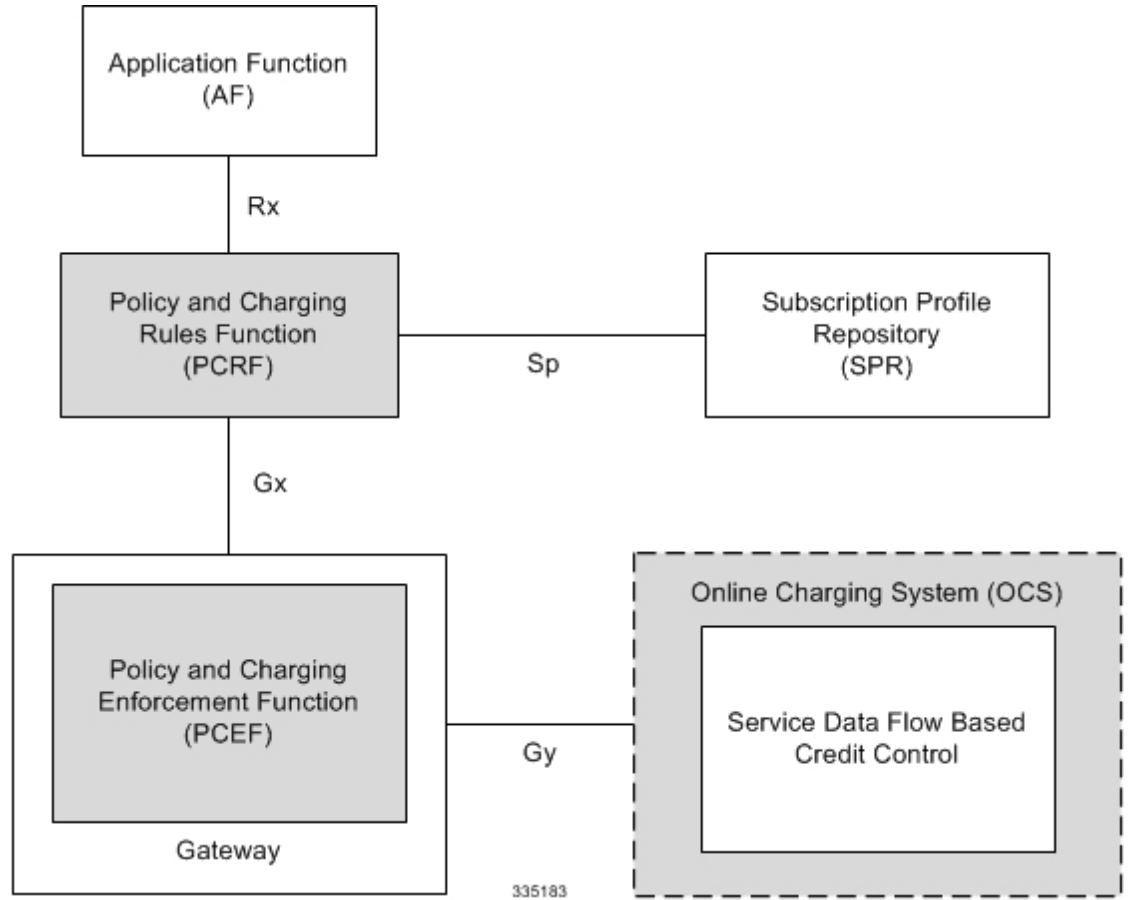 Application Function
(AF)
Rx
Policy and Charging
Rules Function
(PCRF)
Sp
Subscription Profile
Repository
(SPR)
Gx
Policy and Charging
Enforcement Function
(PCEF)
Gateway
Gy
Online Charging System (OCS)
Service Data Flow Based
Credit Control
335183